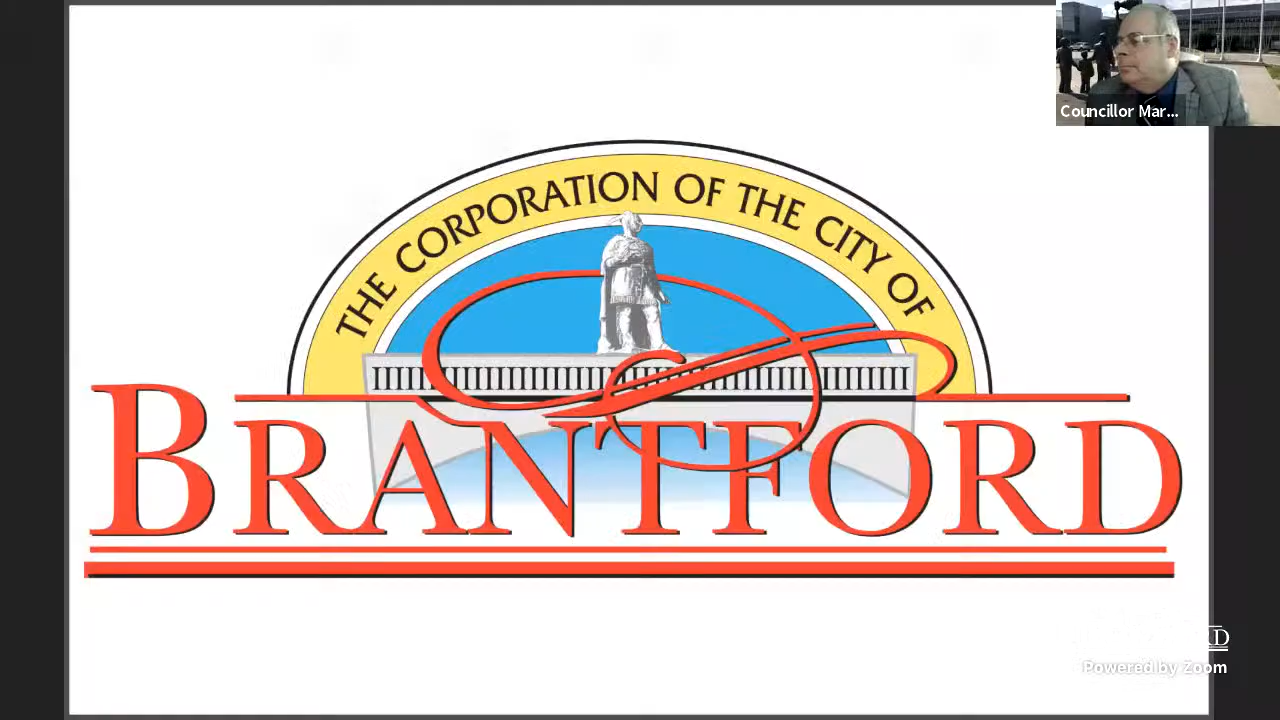 Councillor Mar...
THE CORPORATION OF THE CITY OF
BRANTFORD
Powered by Zoom